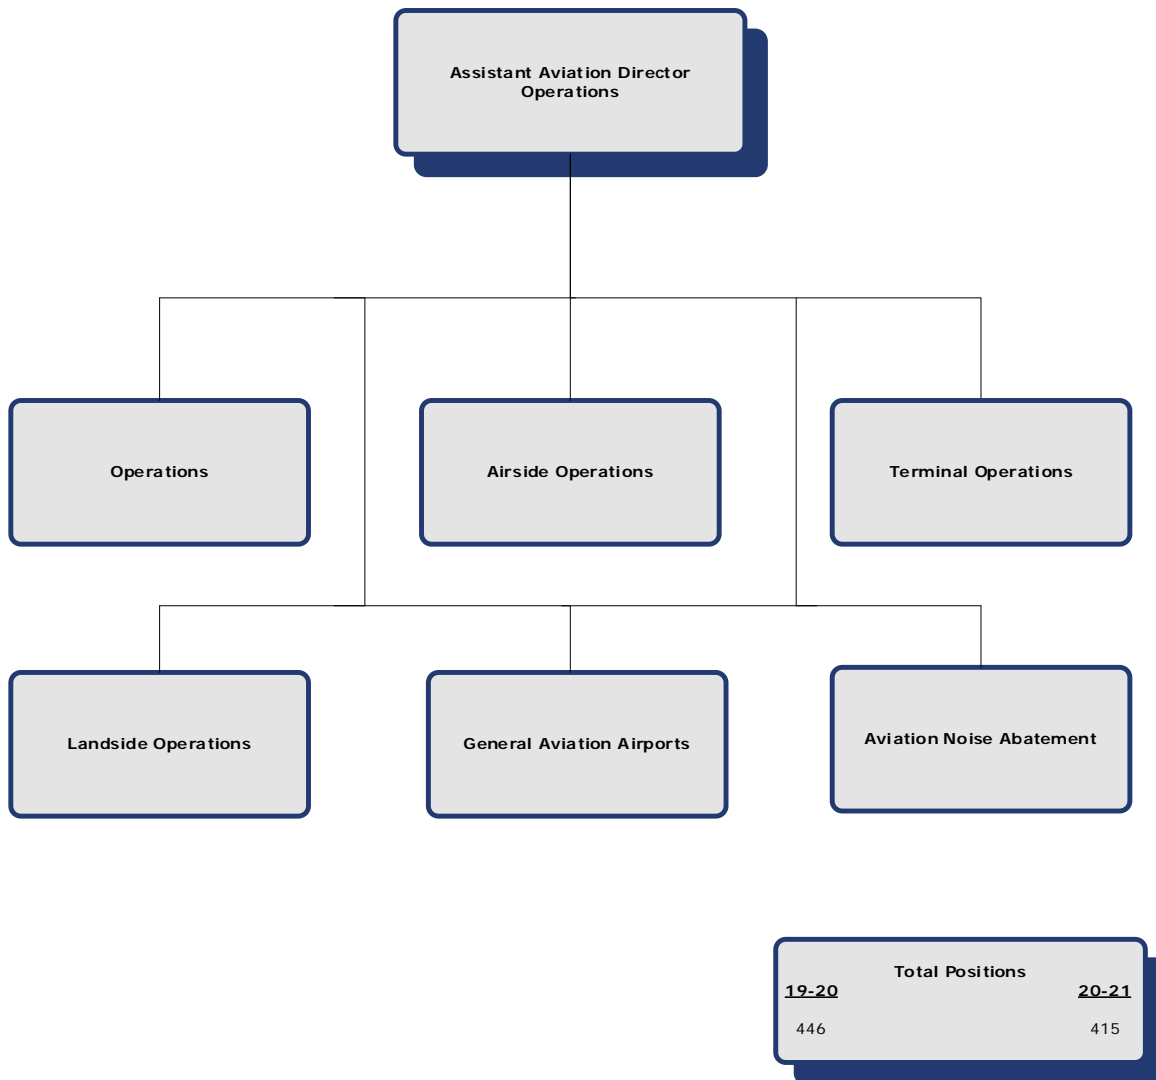 Assistant Aviation Director
Operations
Operations
Airside Operations
Terminal Operations
Landside Operations
General Aviation Airports
Aviation Noise Abatement
Total Positions
19-20 20-21
446 415